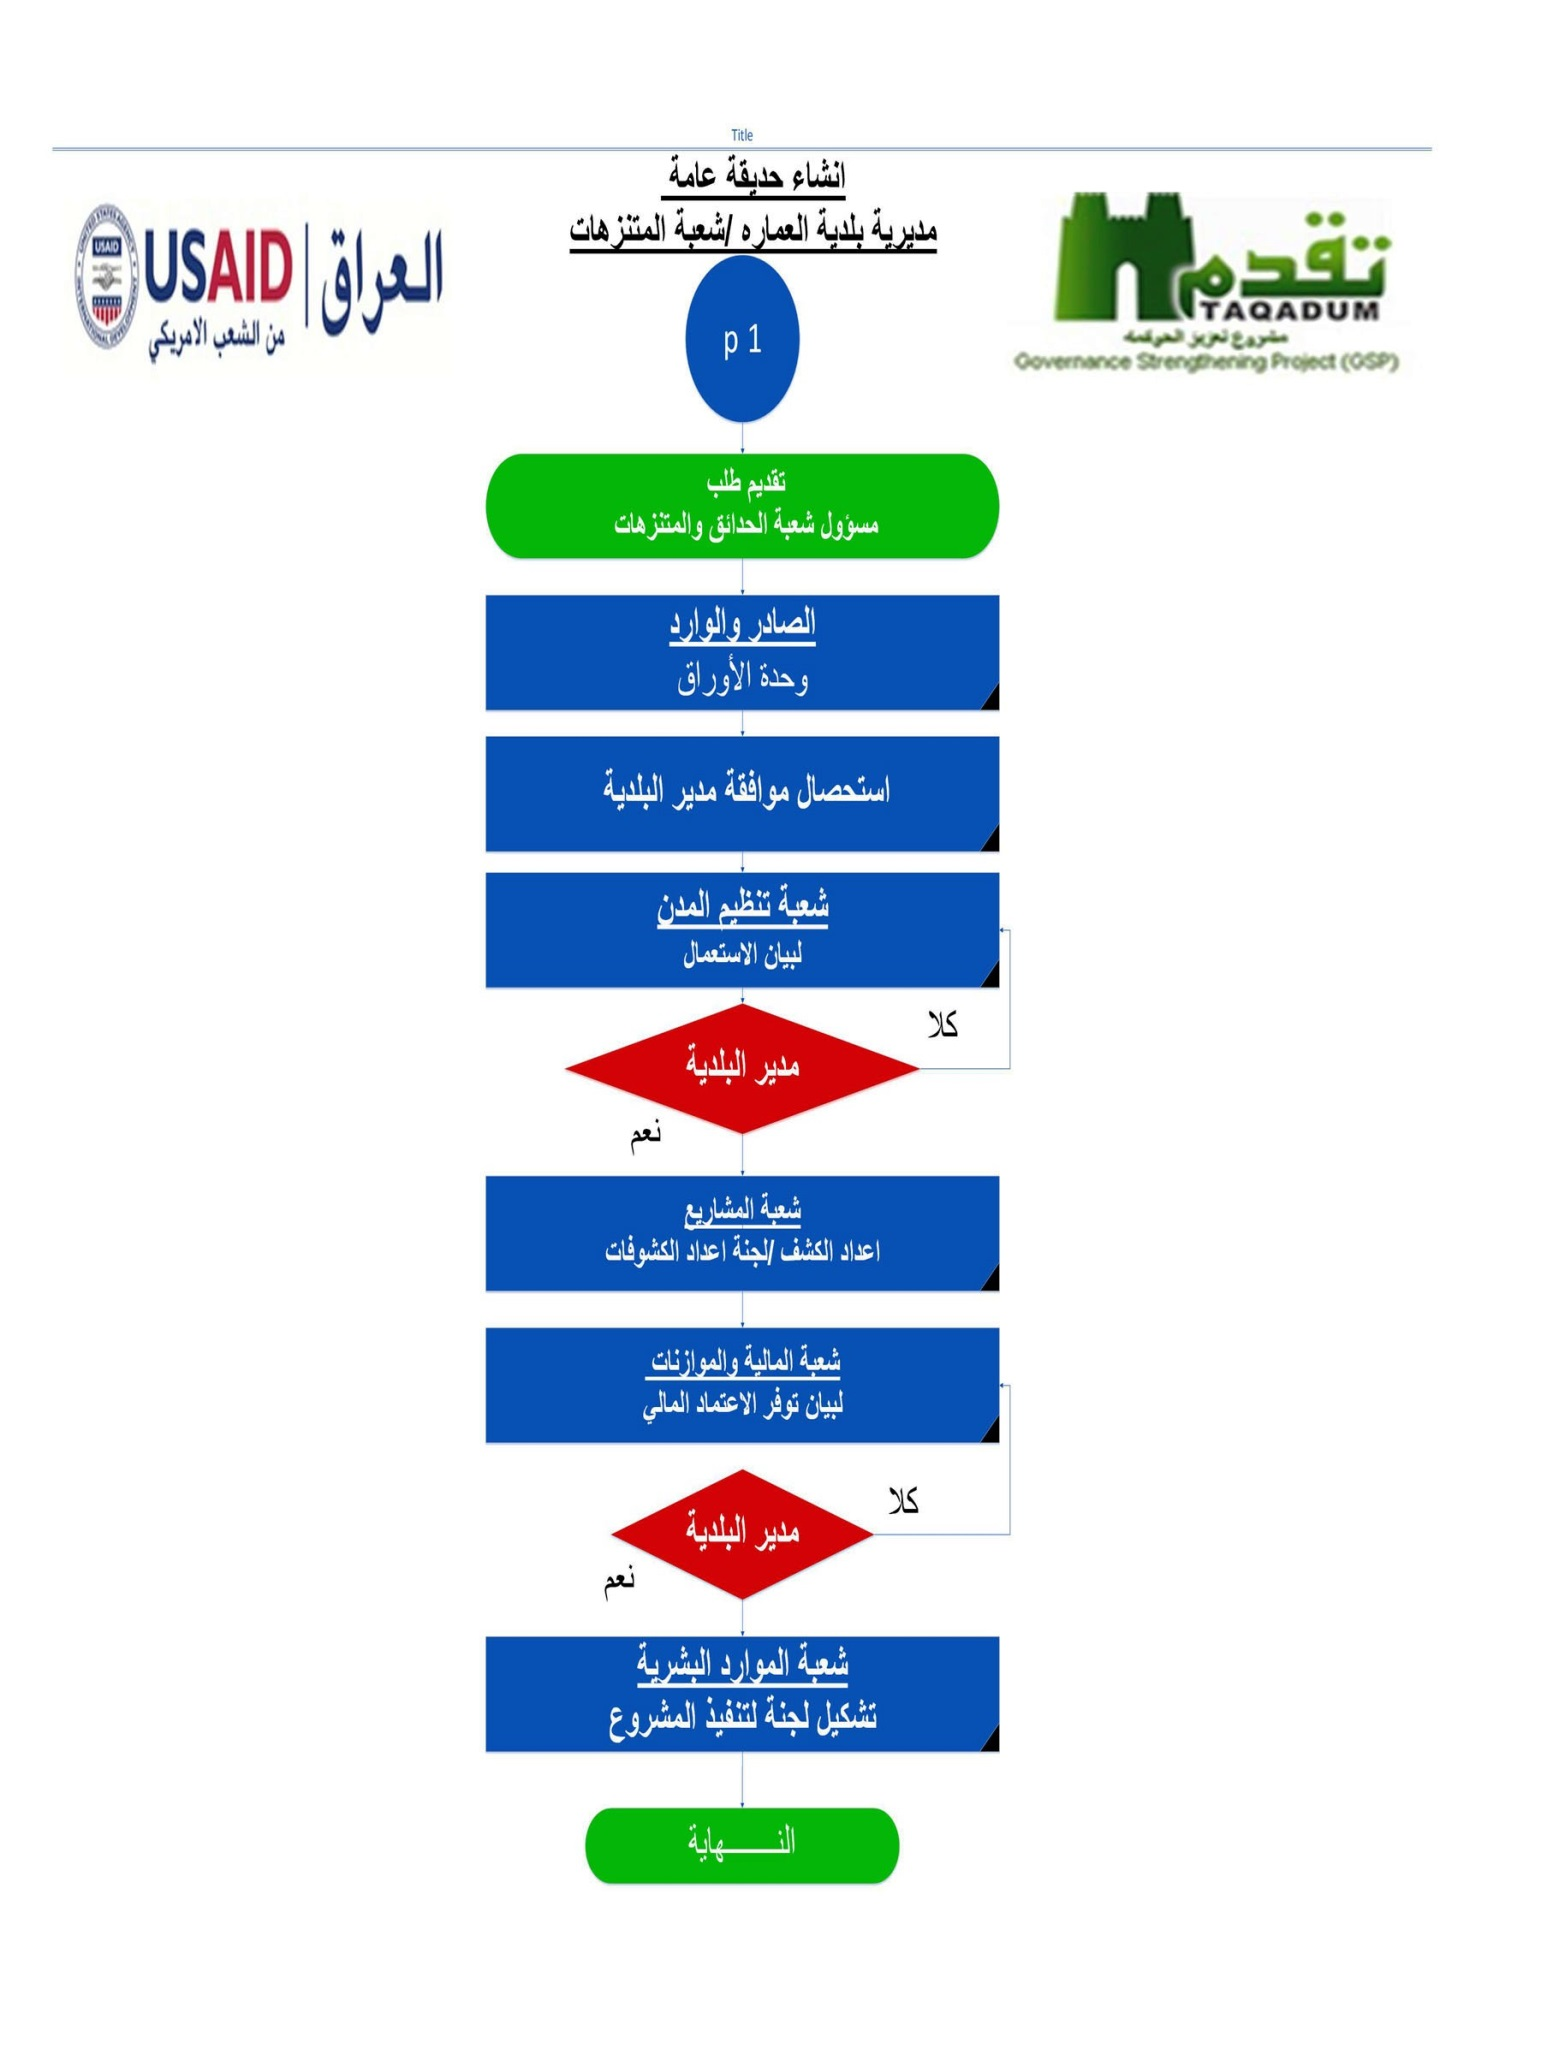 Title
انشاء حديقة عامة
مديرية بلدية العماره /شعبة المتنزهات
USAID
USAID
من الشعب الامريكي
العراق
تقدم
TAQADUM
مشروع تعزيز الحوكمه
Governance Strengthening Project (GSP)
p 1
تقديم طلب
مسؤول شعبة الحدائق والمتنزهات
الصادر والوارد
وحدة الأوراق
استحصال موافقة مدير البلدية
شعبة تنظيم المدن
لبيان الاستعمال
كلا
مدير البلدية
نعم
شعبة المشاريع
اعداد الكشف /لجنة اعداد الكشوفات
شعبة المالية والموازنات
لبيان توفر الاعتماد المالي
كلا
مدير البلدية
نعم
شعبة الموارد البشرية
تشكيل لجنة لتنفيذ المشروع
النـــــــهاية